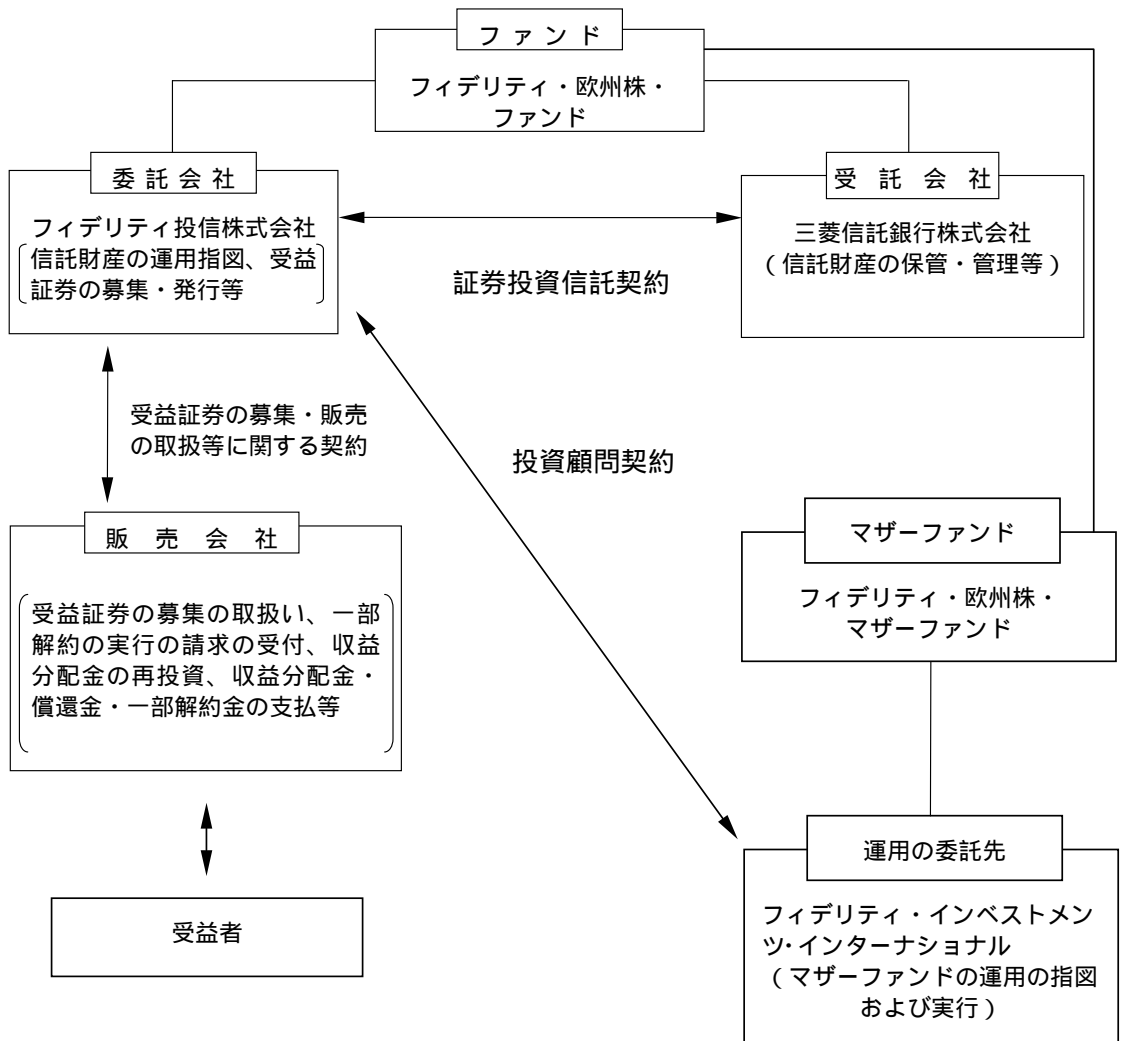 ファンド
フィデリティ・欧州株・
ファンド
委託会社
フィデリティ投信株式会社
信託財産の運用指図、受益
証券の募集・発行等
受託会社
三菱信託銀行株式会社
(信託財産の保管・管理等)
証券投資信託契約
受益証券の募集・販売
の取扱等に関する契約
投資顧問契約
販売会社
受益証券の募集の取扱い、一部
解約の実行の請求の受付、収益
分配金の再投資、収益分配金・
償還金・一部解約金の支払等
マザーファンド
フィデリティ・欧州株・
マザーファンド
受益者
運用の委託先
フィデリティ・インベストメン
ツ・インターナショナル
(マザーファンドの運用の指図
および実行)